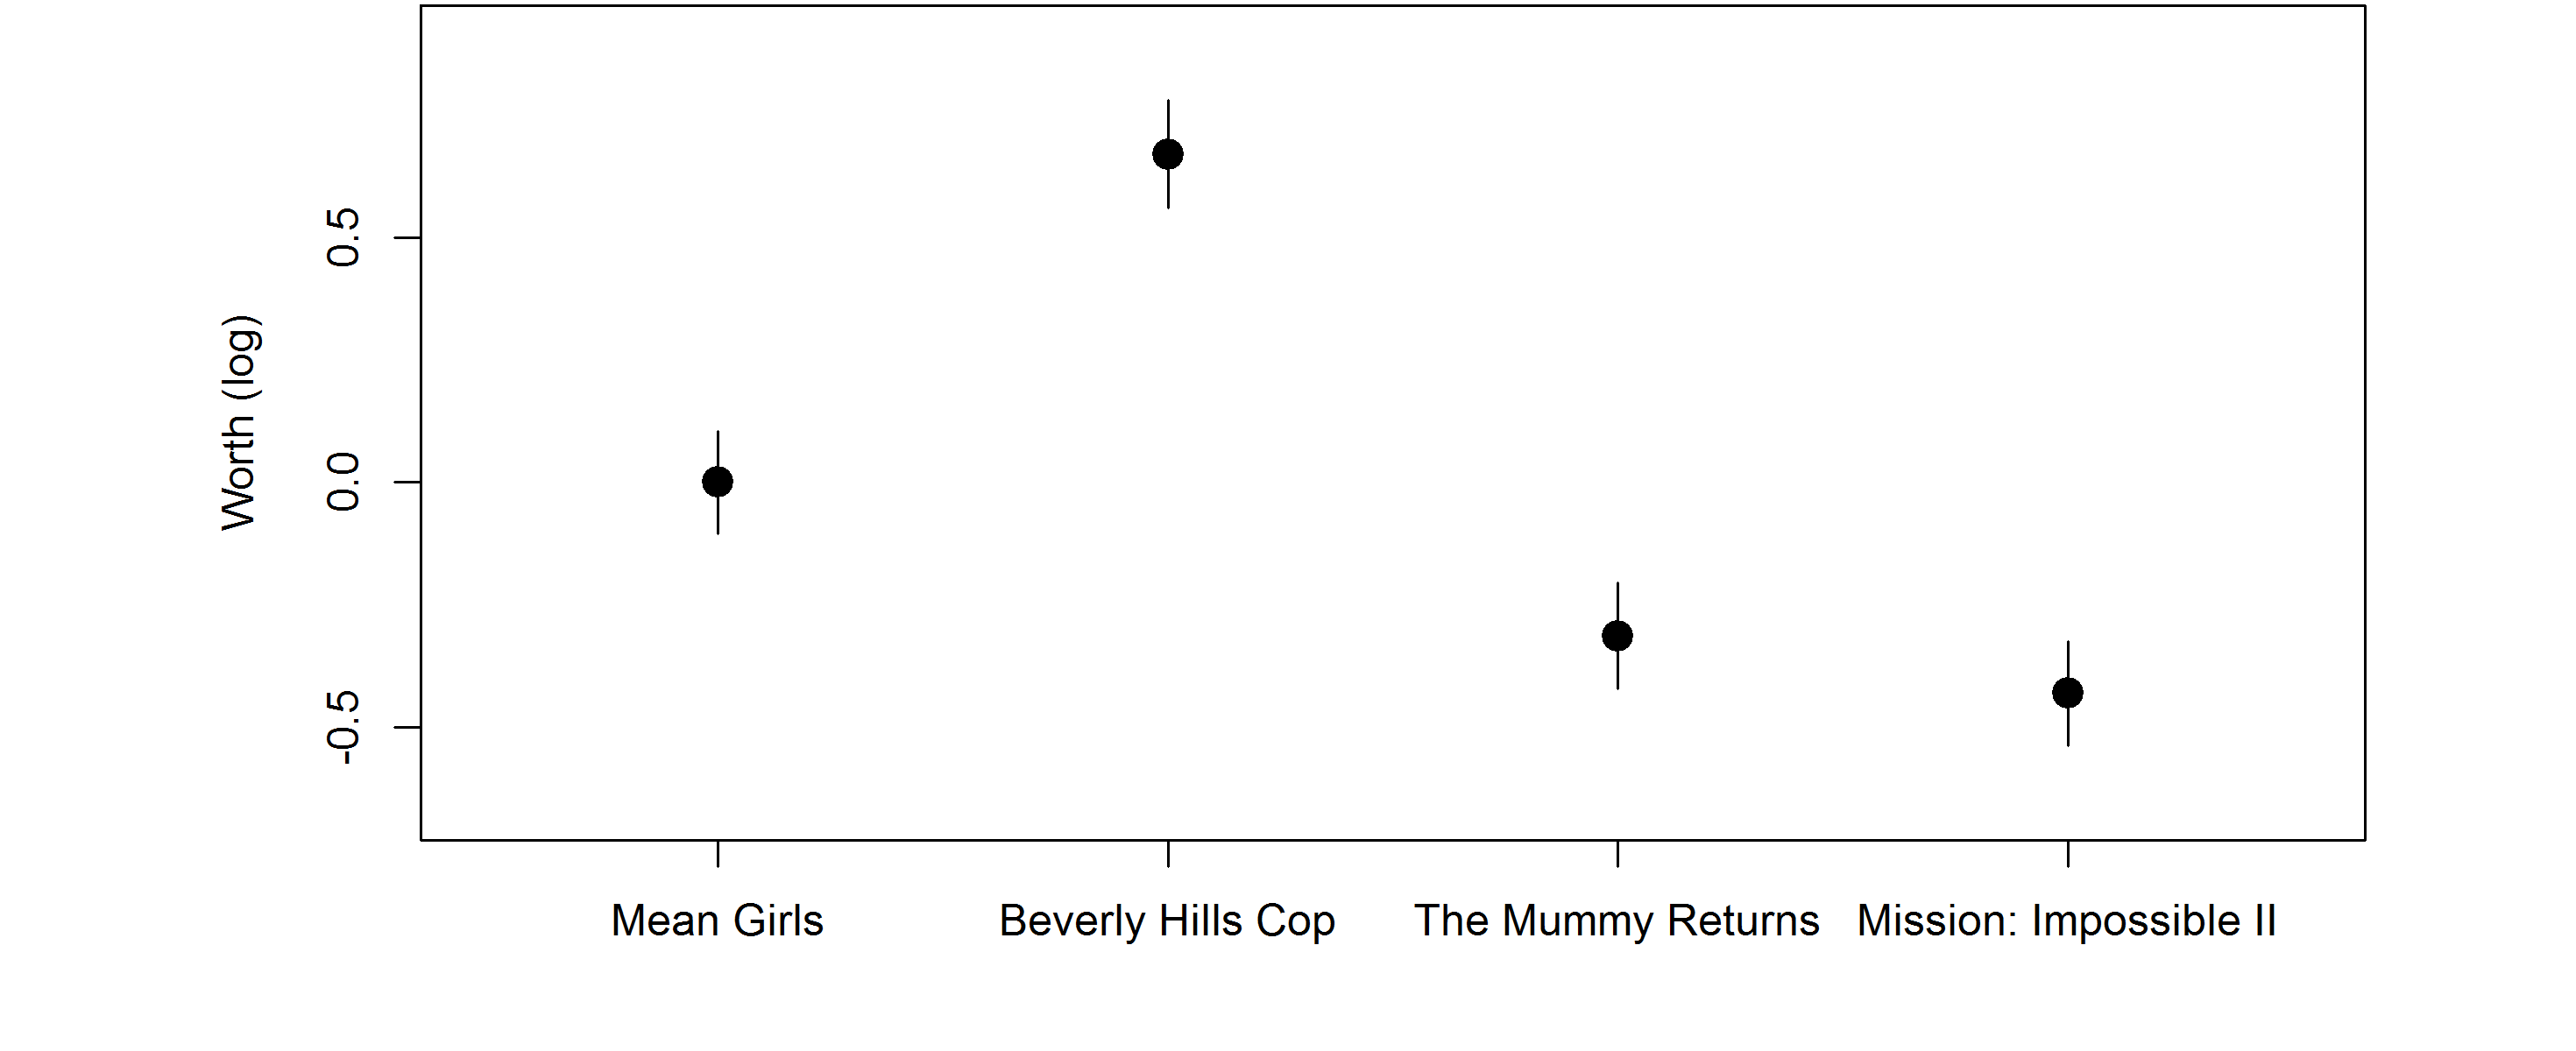 Worth (log)
0.5
0.0
-0.5
Mean Girls
Beverly Hills Cop
The Mummy Returns
Mission: Impossible II